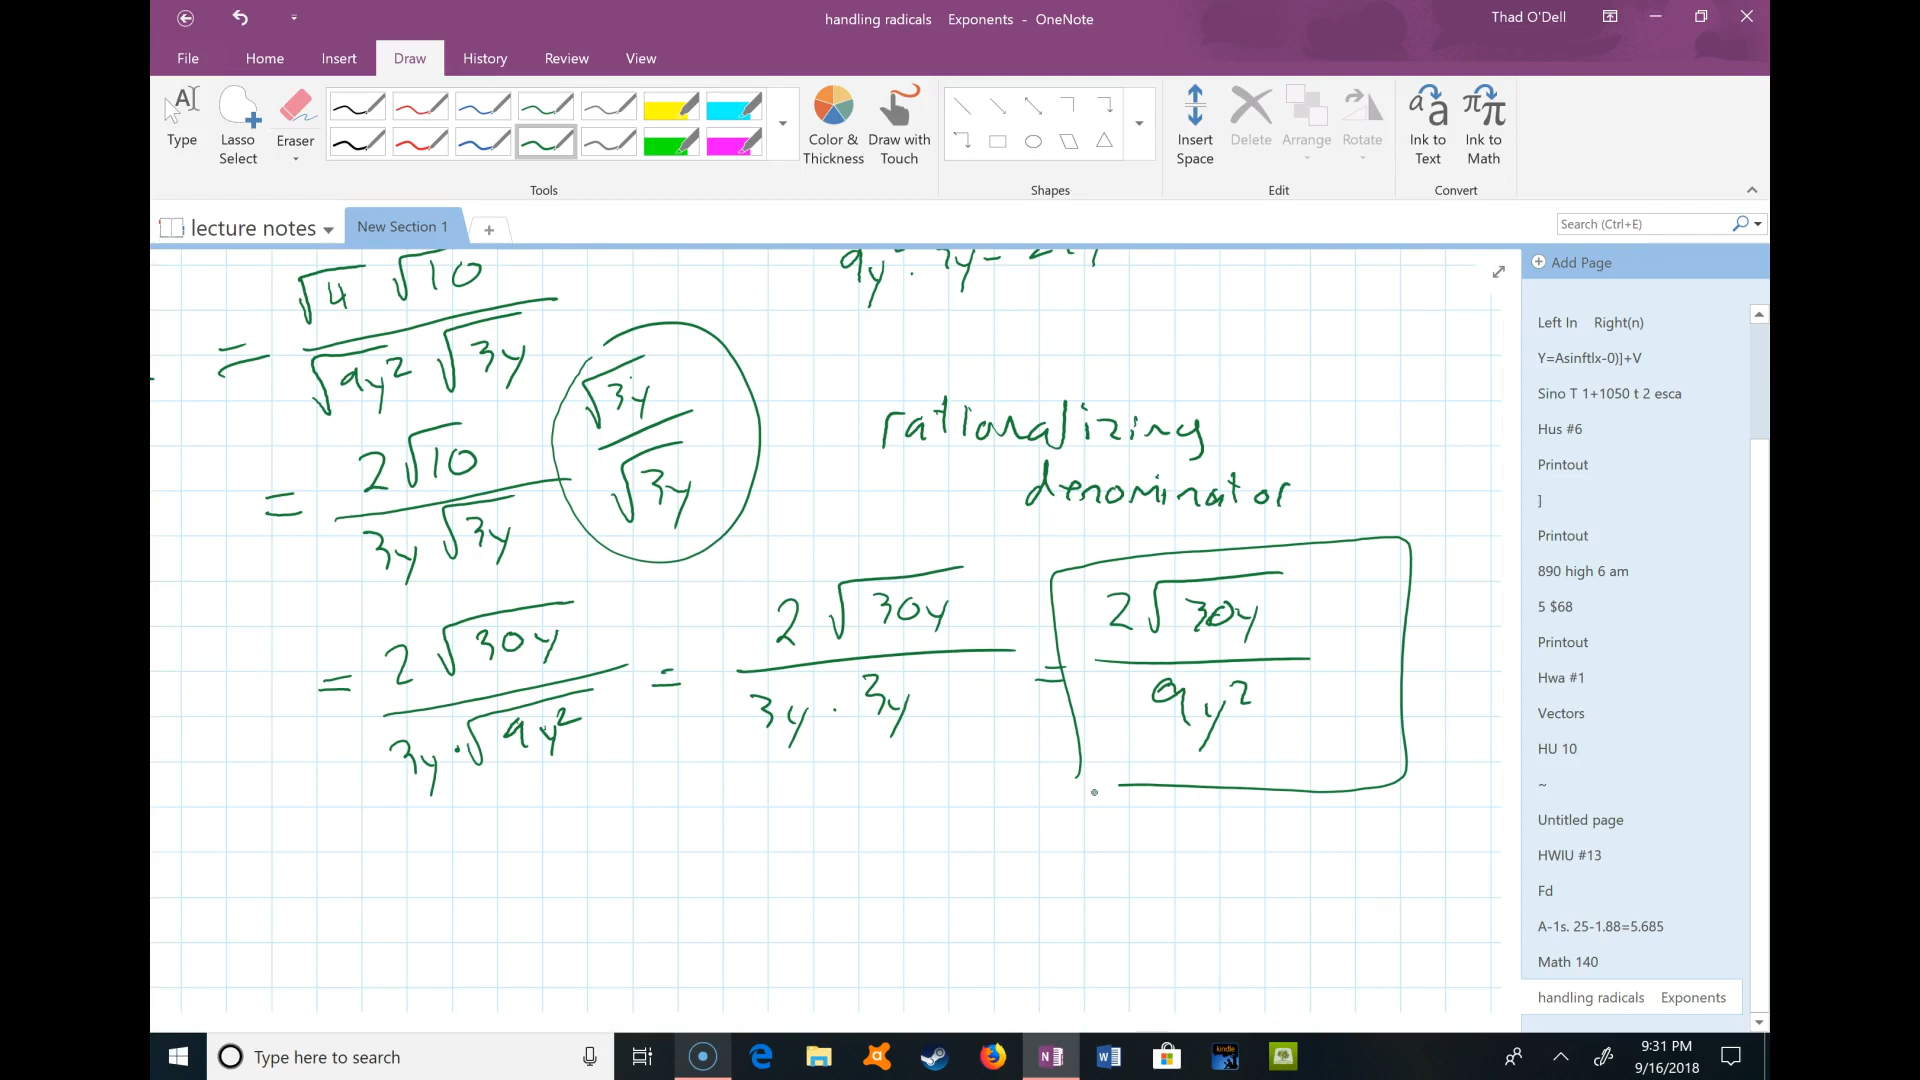 handling radicals Exponents - OneNote
Thad O'Dell
File Home Insert Draw History Review View
Type
Lasso Select
Eraser
Color & Thickness
Draw with Touch
Insert Space
Delete
Arrange
Rotate
Ink to Text
Ink to Math
Tools
Shapes
Edit
Convert
lecture notes
New Section 1
+
Search (Ctrl+E)
= √4 √10 / √9y² √3y
= 2√10 / 3y√3y
√3y / √3y
rationalizing
denominator
= 2√30y / 3y·√9y² = 2√30y / 3y·3y = 2√30y / 9y²
Add Page
Left In Right(n)
Y=Asinftlx-0)]+V
Sino T 1+1050 t 2 esca
Hus #6
Printout
]
Printout
890 high 6 am
5 $68
Printout
Hwa #1
Vectors
HU 10
~
Untitled page
HWIU #13
Fd
A-1s. 25-1.88=5.685
Math 140
handling radicals Exponents
Type here to search
kindle
9:31 PM
9/16/2018